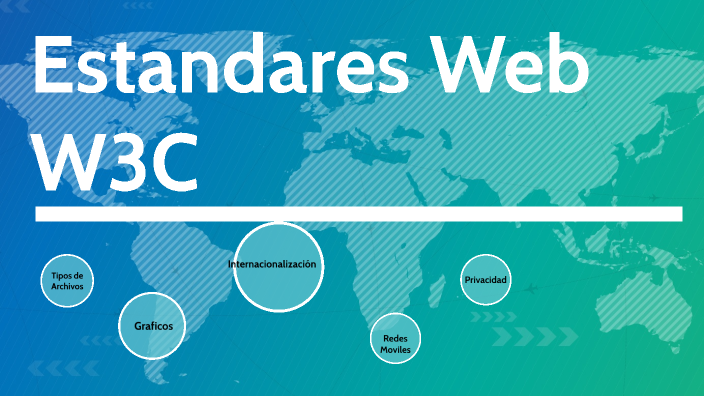 Estandares Web
W3C
Internacionalización
Tipos de
Archivos
Privacidad
Graficos
Redes
Moviles